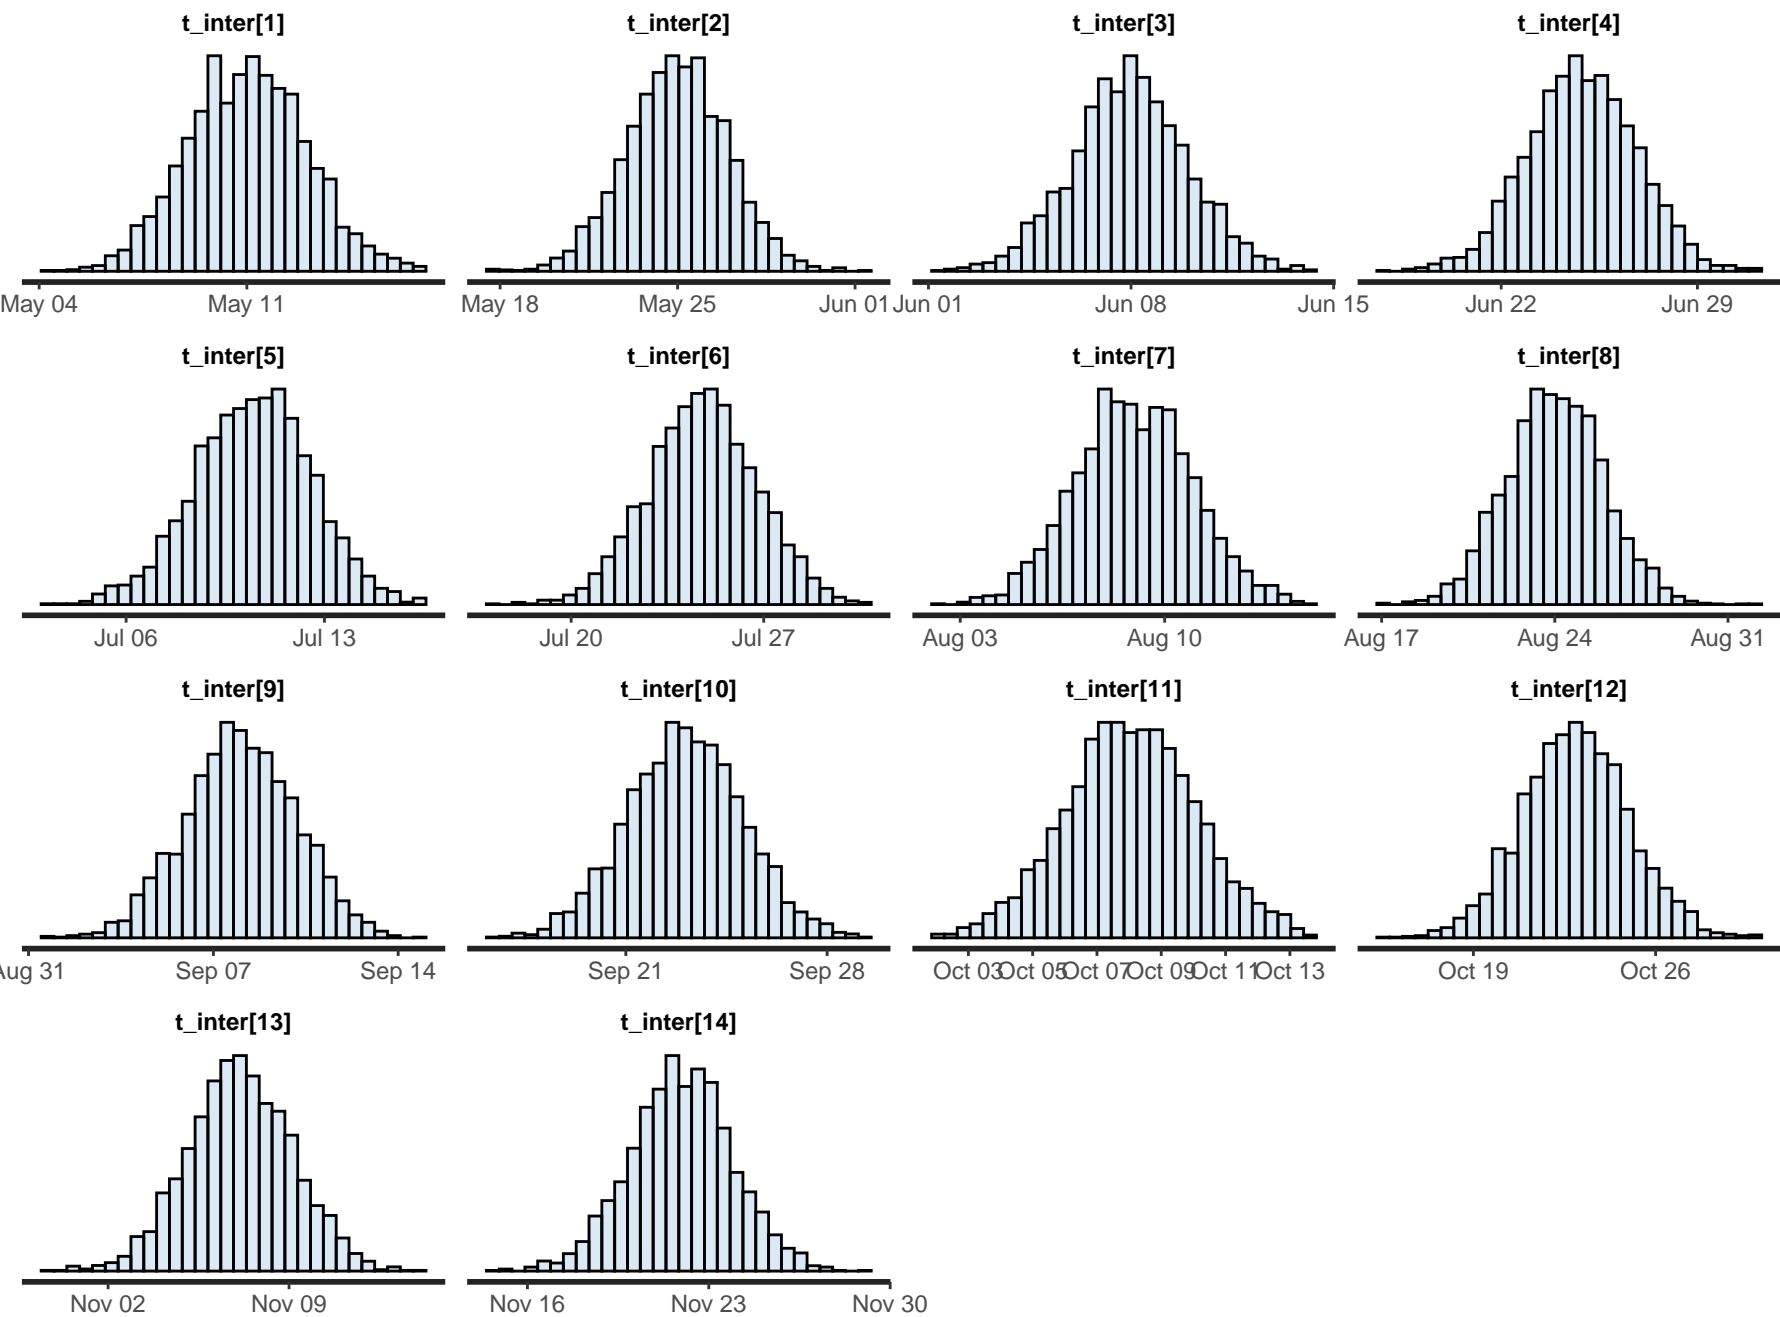 t_inter[1] t_inter[2] t_inter[3] t_inter[4]
May 04 May 11 May 18 May 25 Jun 01 Jun 01 Jun 08 Jun 15 Jun 22 Jun 29
t_inter[5] t_inter[6] t_inter[7] t_inter[8]
Jul 06 Jul 13 Jul 20 Jul 27 Aug 03 Aug 10 Aug 17 Aug 24 Aug 31
t_inter[9] t_inter[10] t_inter[11] t_inter[12]
Aug 31 Sep 07 Sep 14 Sep 21 Sep 28 Oct 03 Oct 05 Oct 07 Oct 09 Oct 11 Oct 13 Oct 19 Oct 26
t_inter[13] t_inter[14]
Nov 02 Nov 09 Nov 16 Nov 23 Nov 30